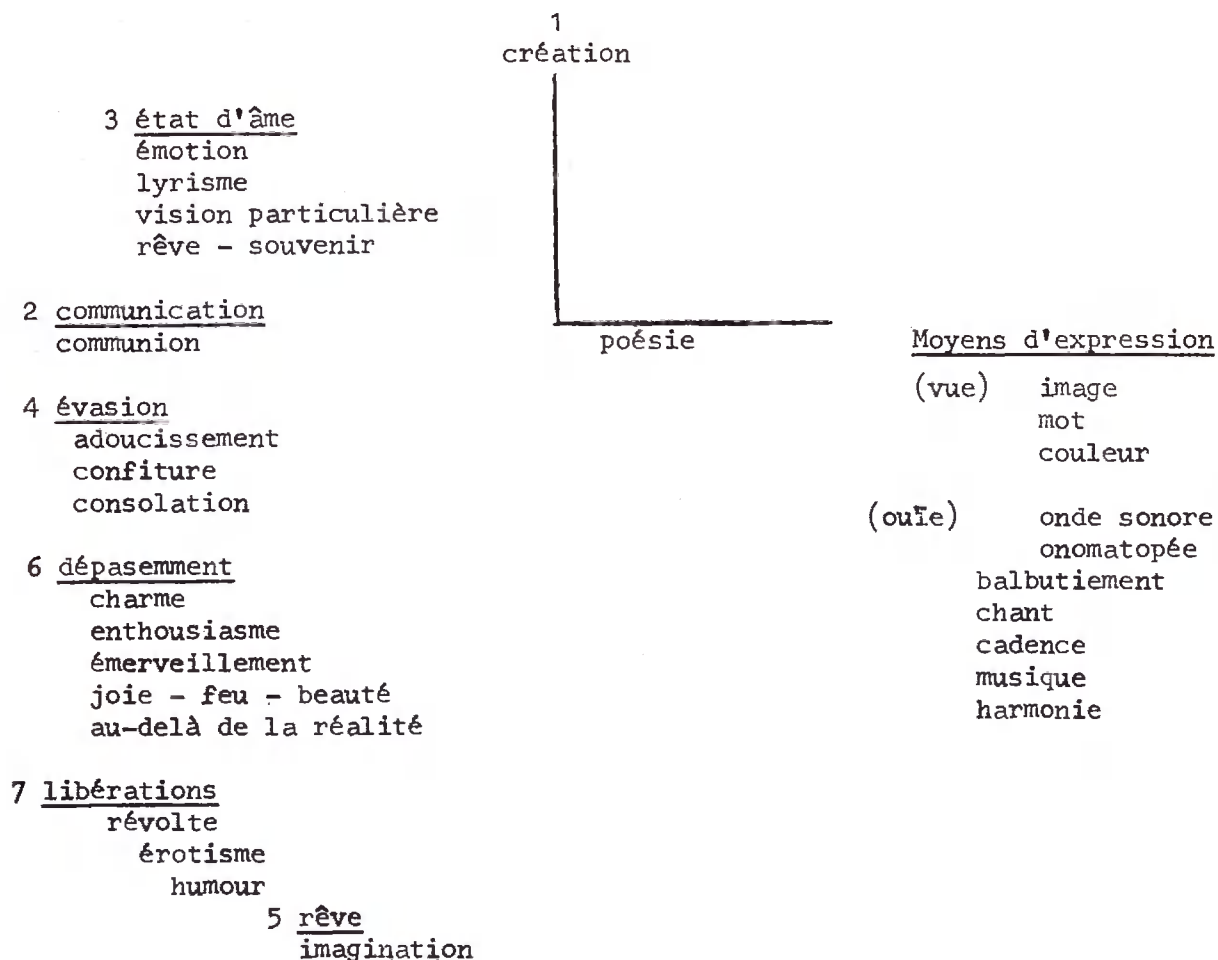 1
création
3 état d'âme
émotion
lyrisme
vision particulière
rêve - souvenir
2 communication
communion
poésie
4 évasion
adoucissement
confiture
consolation
6 dépasemment
charme
enthousiasme
émerveillement
joie - feu - beauté
au-delà de la réalité
7 libérations
révolte
érotisme
humour
5 rêve
imagination
Moyens d'expression
(vue) image
mot
couleur
(ouïe) onde sonore
onomatopée
balbutiement
chant
cadence
musique
harmonie